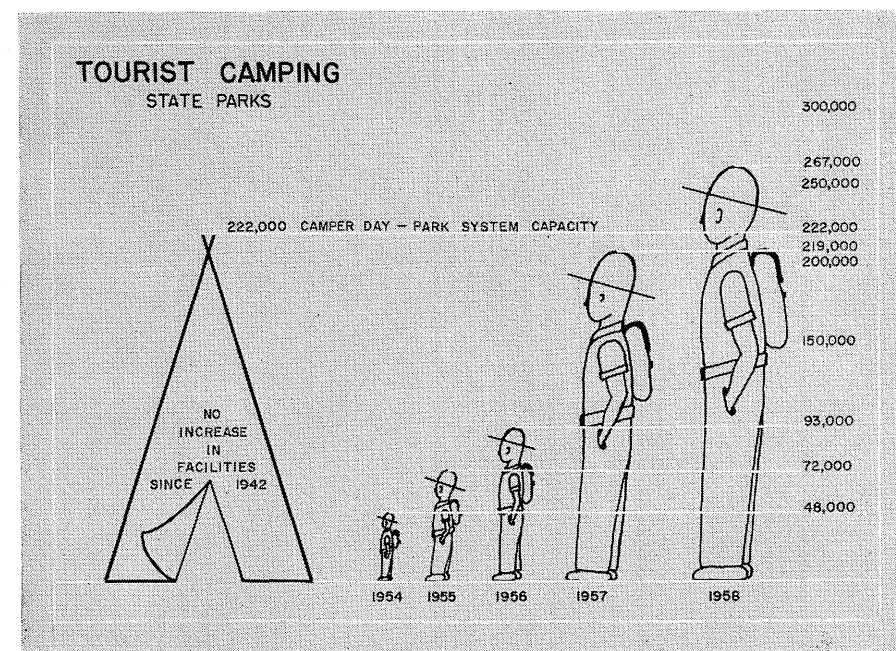 TOURIST CAMPING
STATE PARKS
300,000
267,000
250,000
222,000 CAMPER DAY — PARK SYSTEM CAPACITY
222,000
219,000
200,000
150,000
NO
INCREASE
IN
FACILITIES
SINCE 1942
93,000
72,000
48,000
1954 1955 1956 1957 1958